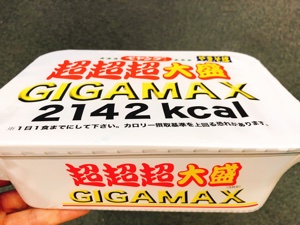 超超超大盛
GIGAMAX
2142 kcal
※1日1食までにして下さい。カロリー摂取基準を上回る恐れがあります。
超超超大盛
GIGAMAX